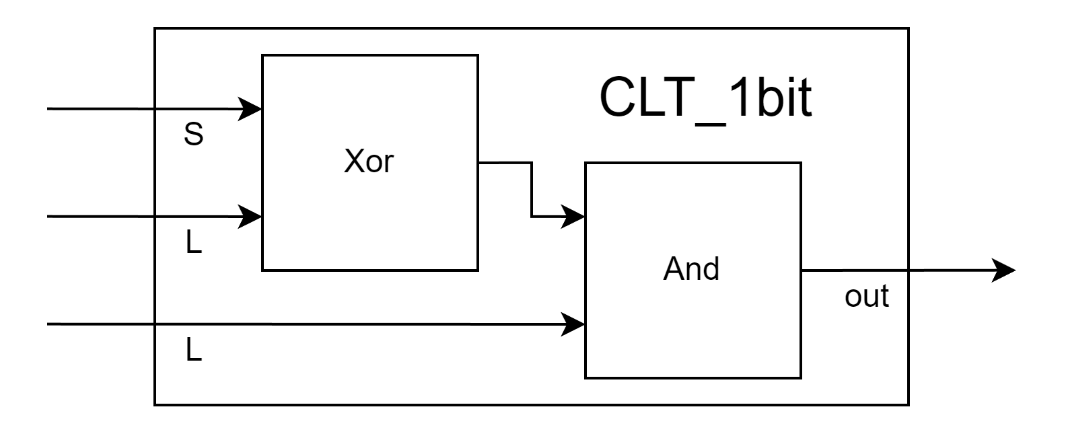 CLT_1bit
S
Xor
L
And
out
L